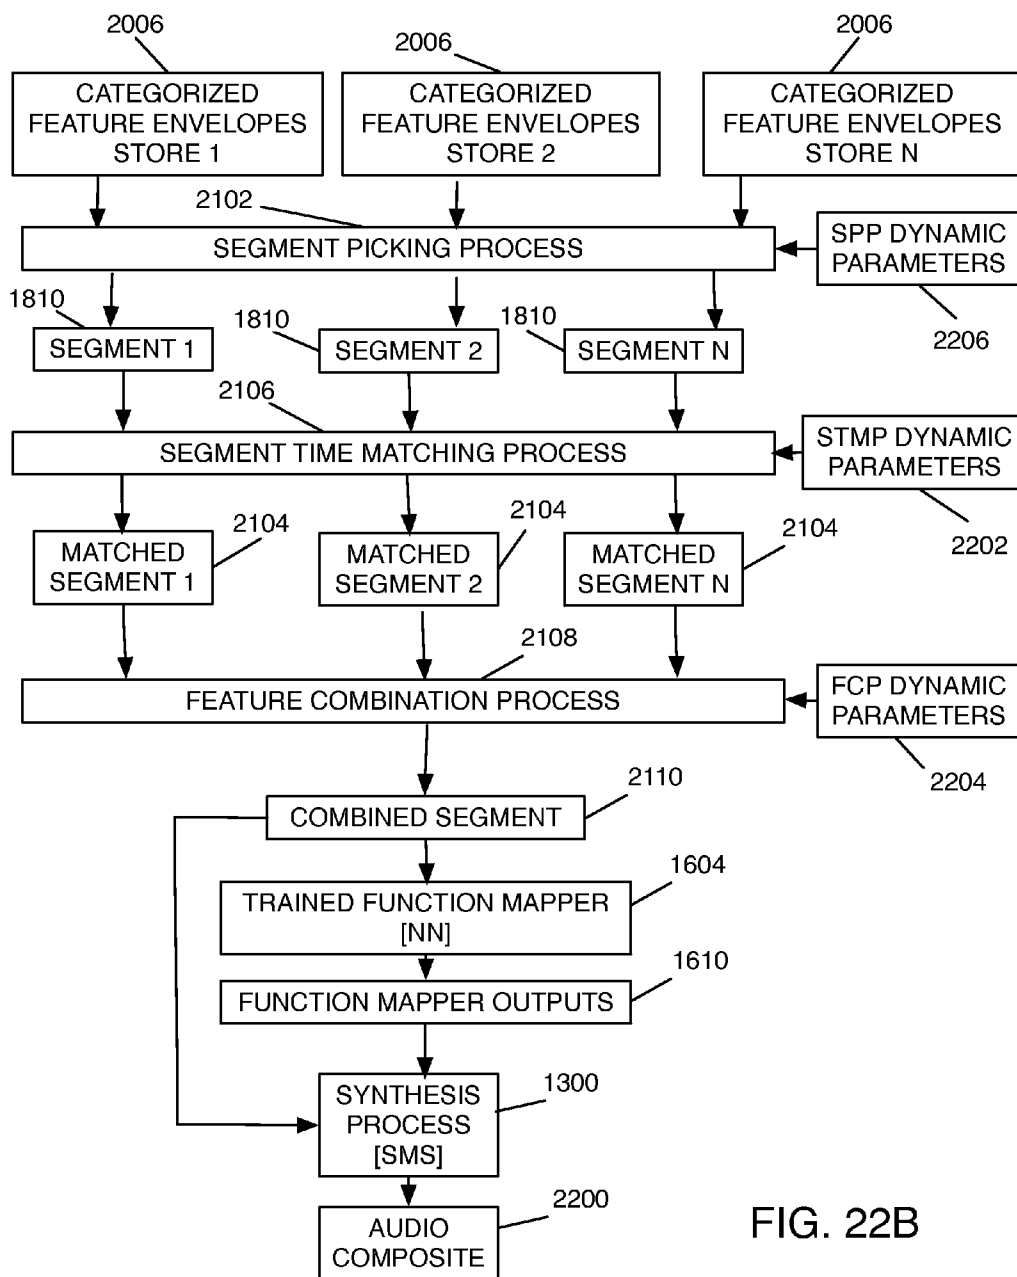 2006
2006
2006
CATEGORIZED
FEATURE ENVELOPES
STORE 1
CATEGORIZED
FEATURE ENVELOPES
STORE 2
CATEGORIZED
FEATURE ENVELOPES
STORE N
2102
SEGMENT PICKING PROCESS
SPP DYNAMIC
PARAMETERS
2206
1810
SEGMENT 1
1810
SEGMENT 2
1810
SEGMENT N
2106
SEGMENT TIME MATCHING PROCESS
STMP DYNAMIC
PARAMETERS
2202
2104
MATCHED
SEGMENT 1
2104
MATCHED
SEGMENT 2
2104
MATCHED
SEGMENT N
2108
FEATURE COMBINATION PROCESS
FCP DYNAMIC
PARAMETERS
2204
2110
COMBINED SEGMENT
1604
TRAINED FUNCTION MAPPER
[NN]
1610
FUNCTION MAPPER OUTPUTS
1300
SYNTHESIS
PROCESS
[SMS]
2200
AUDIO
COMPOSITE
FIG. 22B